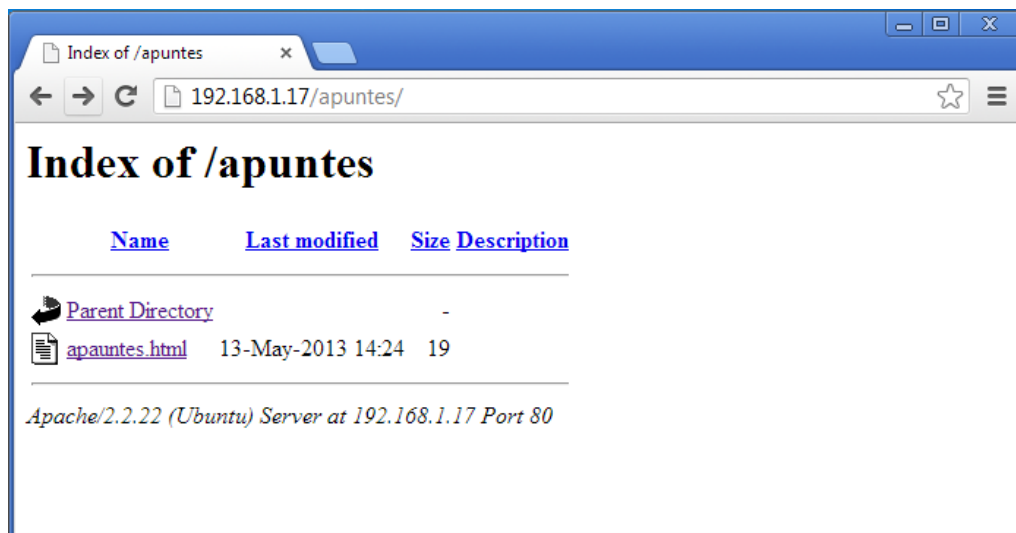 Index of /apuntes
192.168.1.17/apuntes/
Index of /apuntes
Name Last modified Size Description
Parent Directory -
apauntes.html 13-May-2013 14:24 19
Apache/2.2.22 (Ubuntu) Server at 192.168.1.17 Port 80